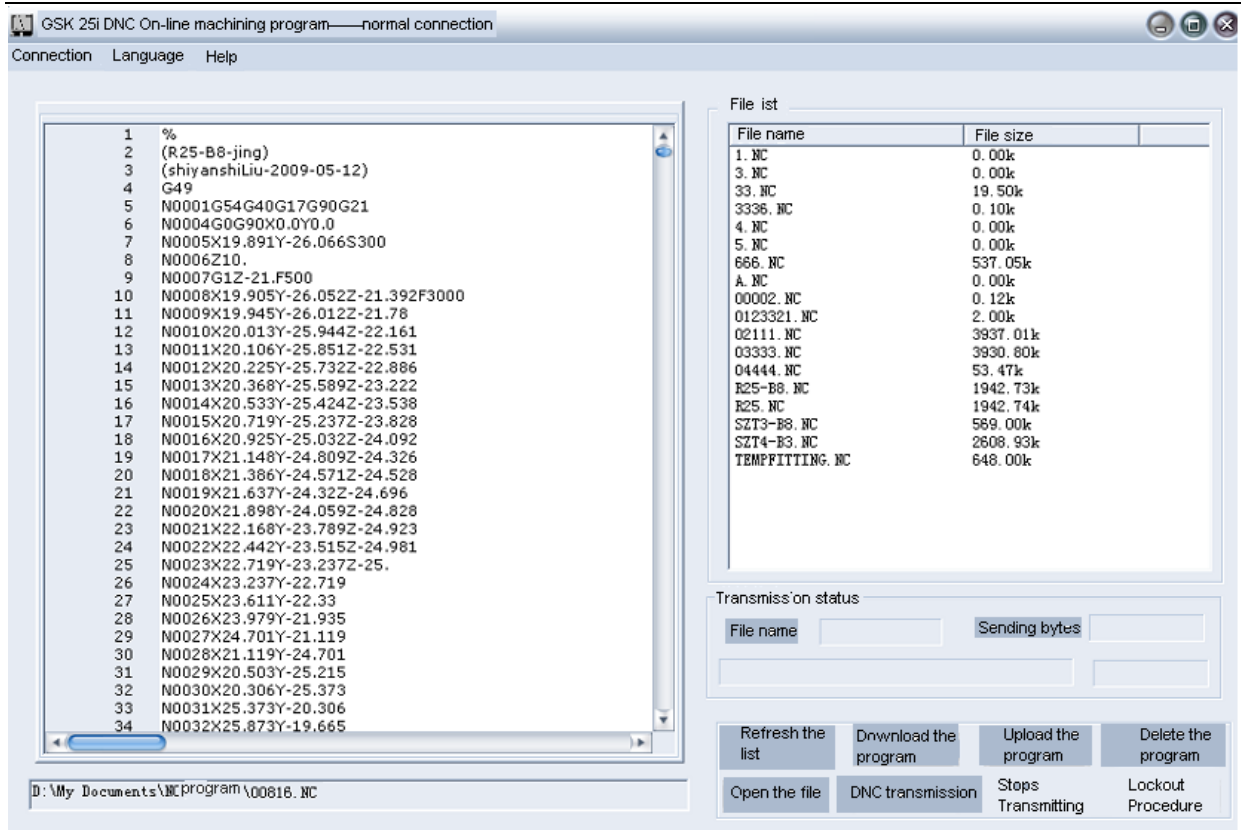 GSK 25i DNC On-line machining program——normal connection
Connection Language Help
1 %
2 (R25-B8-jing)
3 (shiyanshiLiu-2009-05-12)
4 G49
5 N0001G54G40G17G90G21
6 N0004G0G90X0.0Y0.0
7 N0005X19.891Y-26.066S300
8 N0006Z10.
9 N0007G1Z-21.F500
10 N0008X19.905Y-26.052Z-21.392F3000
11 N0009X19.945Y-26.012Z-21.78
12 N0010X20.013Y-25.944Z-22.161
13 N0011X20.106Y-25.851Z-22.531
14 N0012X20.225Y-25.732Z-22.886
15 N0013X20.368Y-25.589Z-23.222
16 N0014X20.533Y-25.424Z-23.538
17 N0015X20.719Y-25.237Z-23.828
18 N0016X20.925Y-25.032Z-24.092
19 N0017X21.148Y-24.809Z-24.326
20 N0018X21.386Y-24.571Z-24.528
21 N0019X21.637Y-24.32Z-24.696
22 N0020X21.898Y-24.059Z-24.828
23 N0021X22.168Y-23.789Z-24.923
24 N0022X22.442Y-23.515Z-24.981
25 N0023X22.719Y-23.237Z-25.
26 N0024X23.237Y-22.719
27 N0025X23.611Y-22.33
28 N0026X23.979Y-21.935
29 N0027X24.701Y-21.119
30 N0028X21.119Y-24.701
31 N0029X20.503Y-25.215
32 N0030X20.306Y-25.373
33 N0031X25.373Y-20.306
34 N0032X25.873Y-19.665
D:\My Documents\NCprogram\00816.NC
File ist
File name File size
1.NC 0.00k
3.NC 0.00k
33.NC 19.50k
3336.NC 0.10k
4.NC 0.00k
5.NC 0.00k
666.NC 537.05k
A.NC 0.00k
00002.NC 0.12k
0123321.NC 2.00k
02111.NC 3937.01k
03333.NC 3930.80k
04444.NC 53.47k
R25-B8.NC 1942.73k
R25.NC 1942.74k
SZT3-B8.NC 569.00k
SZT4-B3.NC 2608.93k
TEMPFITTING.NC 648.00k
Transmission status
File name Sending bytes
Refresh the list
Download the program
Upload the program
Delete the program
Open the file
DNC transmission
Stops Transmitting
Lockout Procedure